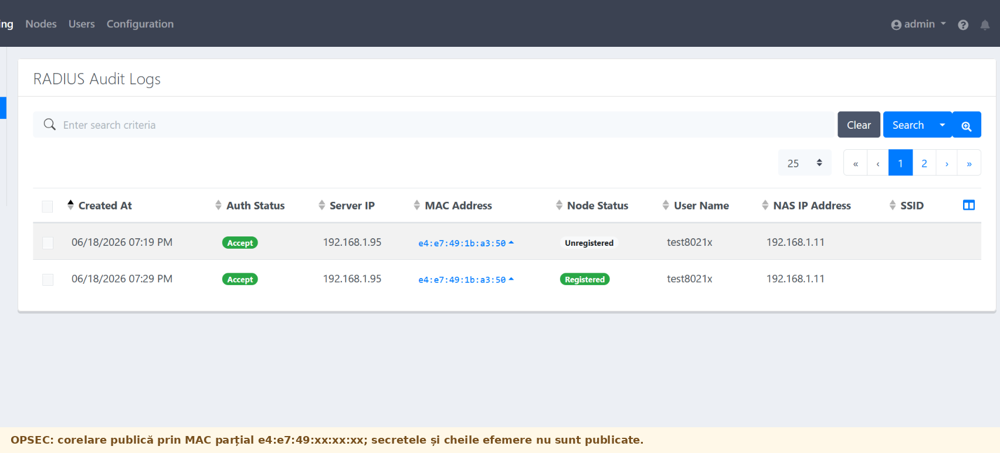 ing Nodes Users Configuration admin
RADIUS Audit Logs
Enter search criteria Clear Search
25 « ‹ 1 2 › »
Created At Auth Status Server IP MAC Address Node Status User Name NAS IP Address SSID
06/18/2026 07:19 PM Accept 192.168.1.95 e4:e7:49:1b:a3:50 Unregistered test8021x 192.168.1.11
06/18/2026 07:29 PM Accept 192.168.1.95 e4:e7:49:1b:a3:50 Registered test8021x 192.168.1.11
OPSEC: corelare publică prin MAC parțial e4:e7:49:xx:xx:xx; secretele și cheile efemere nu sunt publicate.